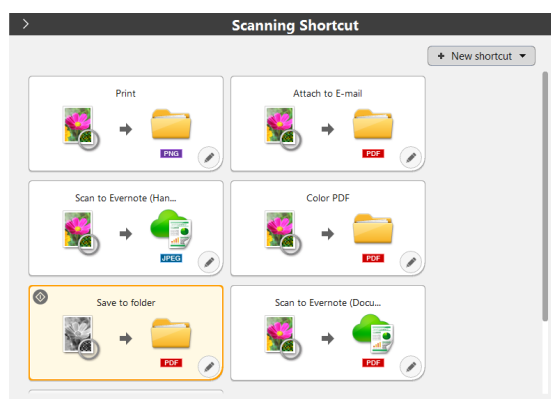 Scanning Shortcut
+ New shortcut
Print
PNG
Attach to E-mail
PDF
Scan to Evernote (Han...
JPEG
Color PDF
PDF
Save to folder
PDF
Scan to Evernote (Docu...
PDF